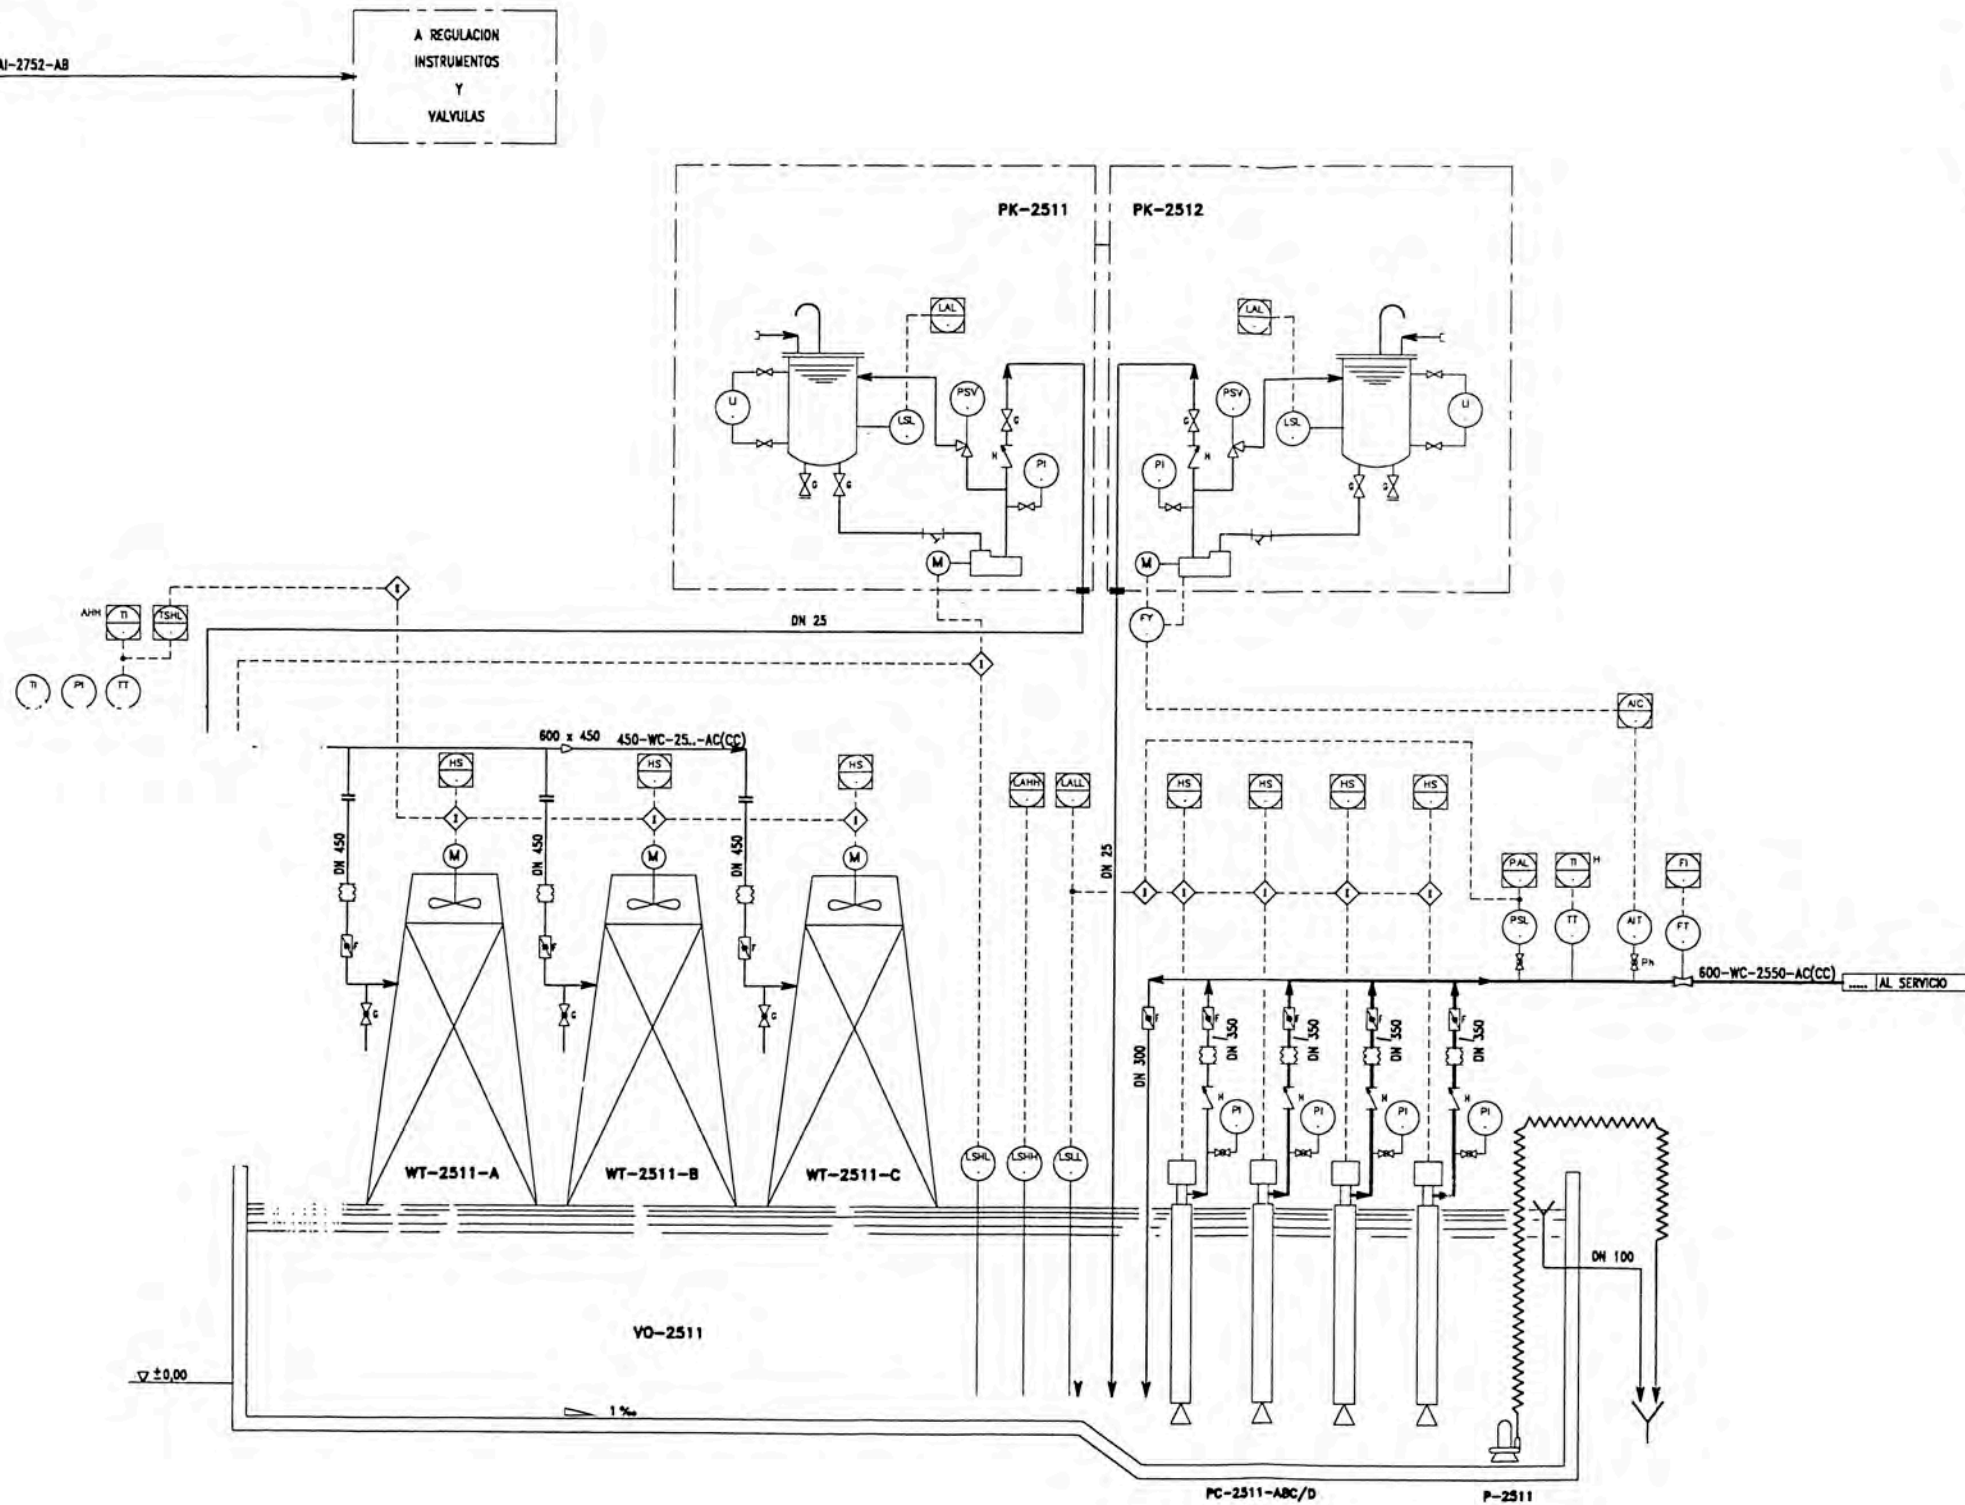 AI-2752-AB
A REGULACION
INSTRUMENTOS
Y
VALVULAS
PK-2511
PK-2512
LAL
LAL
LI
LSL
PSV
G
H
PI
G
G
M
PSV
LSL
LI
PI
G
H
G
G
M
FY
AHH
TI
TSHL
TI
PI
TT
DN 25
AIC
600 x 450
450-WC-25..-AC(CC)
HS
HS
HS
LAHH
LALL
HS
HS
HS
HS
M
M
M
DN 450
DN 450
DN 450
DN 25
PAL
TI
H
FI
PSL
TT
AIT
FT
F
F
F
Ph
600-WC-2550-AC(CC)
..... AL SERVICIO
G
G
G
F
F
F
F
F
DN 300
DN 350
DN 350
DN 350
DN 350
H
H
H
H
PI
PI
PI
PI
LSHL
LSHH
LSLL
WT-2511-A
WT-2511-B
WT-2511-C
DN 100
VO-2511
±0,00
1 ‰
PC-2511-ABC/D
P-2511